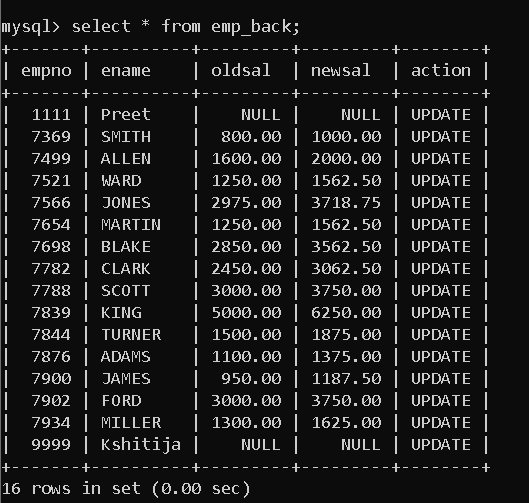 mysql> select * from emp_back;
+-------+-----------+---------+---------+--------+
| empno | ename     | oldsal  | newsal  | action |
+-------+-----------+---------+---------+--------+
|  1111 | Preet     |    NULL |    NULL | UPDATE |
|  7369 | SMITH     |  800.00 | 1000.00 | UPDATE |
|  7499 | ALLEN     | 1600.00 | 2000.00 | UPDATE |
|  7521 | WARD      | 1250.00 | 1562.50 | UPDATE |
|  7566 | JONES     | 2975.00 | 3718.75 | UPDATE |
|  7654 | MARTIN    | 1250.00 | 1562.50 | UPDATE |
|  7698 | BLAKE     | 2850.00 | 3562.50 | UPDATE |
|  7782 | CLARK     | 2450.00 | 3062.50 | UPDATE |
|  7788 | SCOTT     | 3000.00 | 3750.00 | UPDATE |
|  7839 | KING      | 5000.00 | 6250.00 | UPDATE |
|  7844 | TURNER    | 1500.00 | 1875.00 | UPDATE |
|  7876 | ADAMS     | 1100.00 | 1375.00 | UPDATE |
|  7900 | JAMES     |  950.00 | 1187.50 | UPDATE |
|  7902 | FORD      | 3000.00 | 3750.00 | UPDATE |
|  7934 | MILLER    | 1300.00 | 1625.00 | UPDATE |
|  9999 | Kshitija  |    NULL |    NULL | UPDATE |
+-------+-----------+---------+---------+--------+
16 rows in set (0.00 sec)